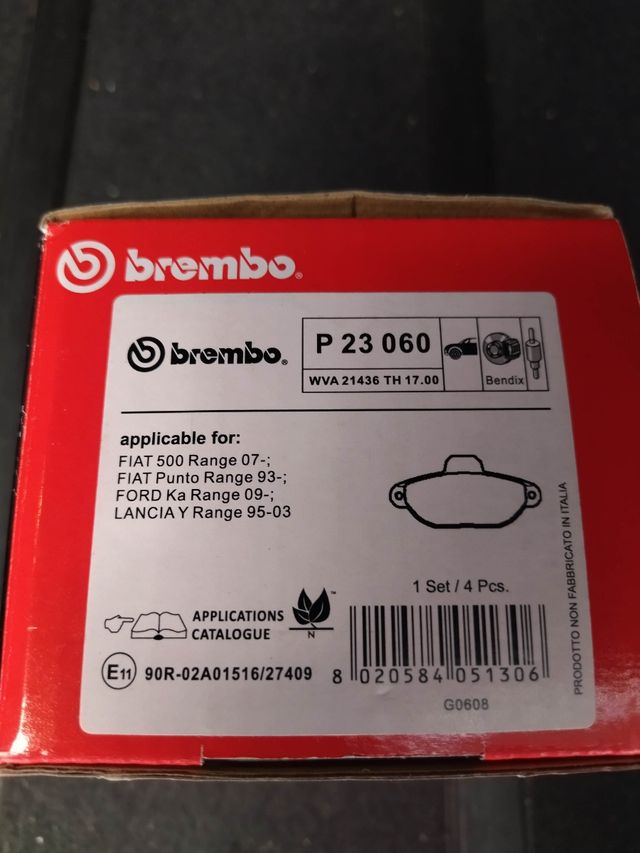 brembo®
brembo®
P 23 060
WVA 21436 TH 17.00
Bendix
applicable for:
FIAT 500 Range 07-;
FIAT Punto Range 93-;
FORD Ka Range 09-;
LANCIA Y Range 95-03
1 Set / 4 Pcs.
APPLICATIONS
CATALOGUE
N
™
E11 90R-02A01516/27409
8 020584 051306
G0608
PRODOTTO NON FABBRICATO IN ITALIA